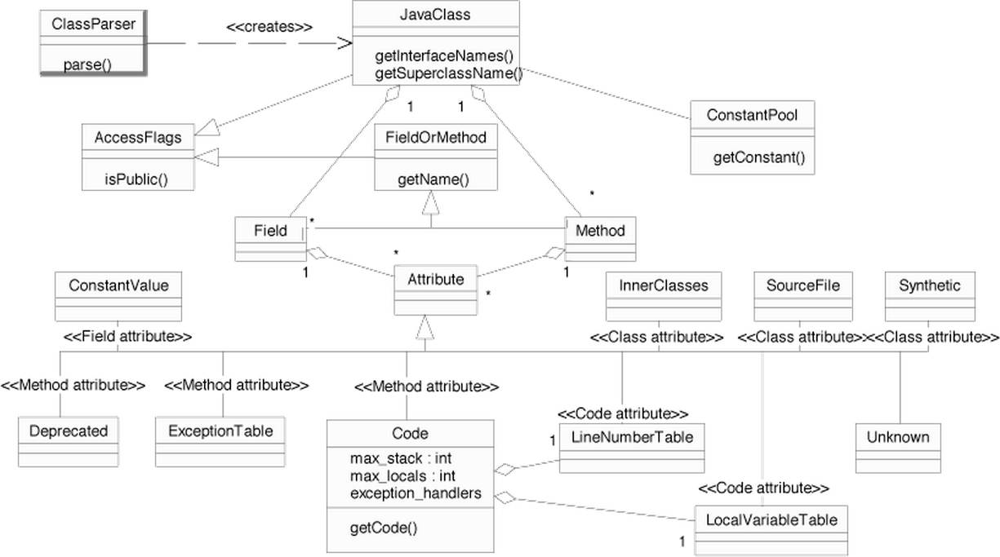 JavaClass
ClassParser
<<creates>>
getInterfaceNames()
parse()
getSuperclassName()
1
1
ConstantPool
AccessFlags
FieldOrMethod
getConstant()
isPublic()
getName()
*
*
Field
Method
*
1
1
Attribute
*
ConstantValue
InnerClasses
SourceFile
Synthetic
<<Field attribute>>
<<Class attribute>>
<<Class attribute>>
<<Class attribute>>
<<Method attribute>>
<<Method attribute>>
<<Method attribute>>
<<Code attribute>>
Deprecated
ExceptionTable
Code
1
LineNumberTable
Unknown
max_stack : int
max_locals : int
exception_handlers
<<Code attribute>>
getCode()
LocalVariableTable
1